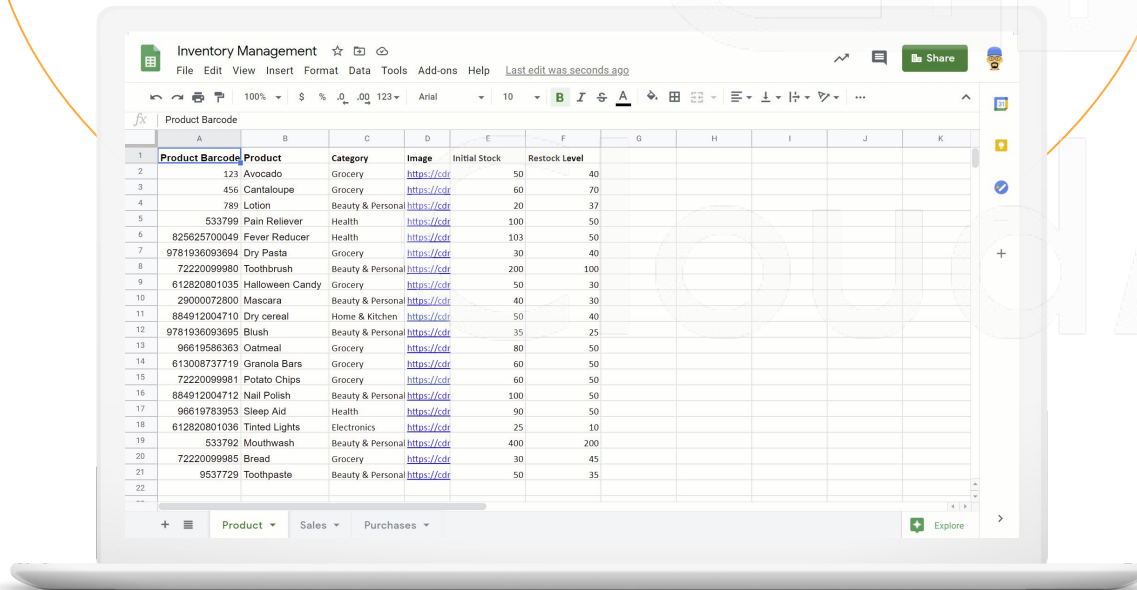 Inventory Management
File Edit View Insert Format Data Tools Add-ons Help Last edit was seconds ago
Share
100% $ % .0 .00 123 Arial 10 B I S A
31
fx Product Barcode
A B C D E F G H I J K
1 Product Barcode Product Category Image Initial Stock Restock Level
2 123 Avocado Grocery https://cdr 50 40
3 456 Cantaloupe Grocery https://cdr 60 70
4 789 Lotion Beauty & Personal https://cdr 20 37
5 533799 Pain Reliever Health https://cdr 100 50
6 825625700049 Fever Reducer Health https://cdr 103 50
7 9781936093694 Dry Pasta Grocery https://cdr 30 40
8 72220099980 Toothbrush Beauty & Personal https://cdr 200 100
9 612820801035 Halloween Candy Grocery https://cdr 50 30
10 29000072800 Mascara Beauty & Personal https://cdr 40 30
11 884912004710 Dry cereal Home & Kitchen https://cdr 50 40
12 9781936093695 Blush Beauty & Personal https://cdr 35 25
13 96619586363 Oatmeal Grocery https://cdr 80 50
14 613008737719 Granola Bars Grocery https://cdr 60 50
15 72220099981 Potato Chips Grocery https://cdr 60 50
16 884912004712 Nail Polish Beauty & Personal https://cdr 100 50
17 96619783953 Sleep Aid Health https://cdr 90 50
18 612820801036 Tinted Lights Electronics https://cdr 25 10
19 533792 Mouthwash Beauty & Personal https://cdr 400 200
20 72220099985 Bread Grocery https://cdr 30 45
21 9537729 Toothpaste Beauty & Personal https://cdr 50 35
22
Product Sales Purchases Explore